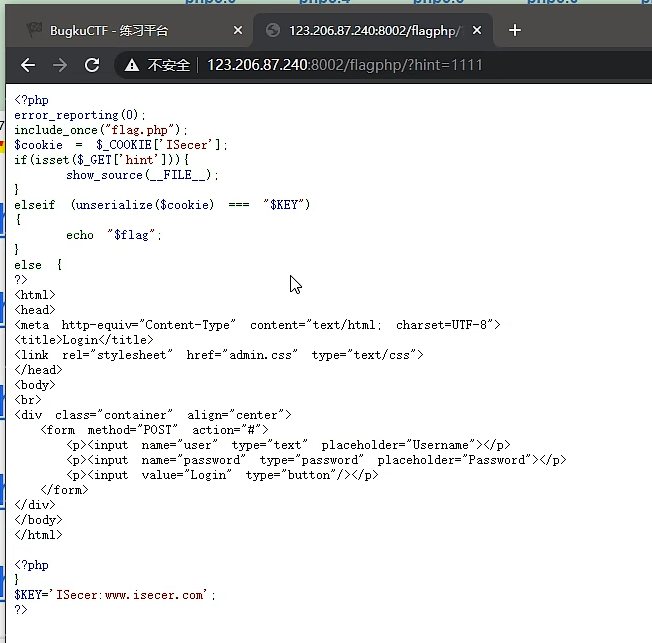 BugkuCTF - 练习平台
123.206.87.240:8002/flagphp/
不安全 123.206.87.240:8002/flagphp/?hint=1111
<?php
error_reporting(0);
include_once("flag.php");
$cookie = $_COOKIE['ISecer'];
if(isset($_GET['hint'])){
show_source(__FILE__);
}
elseif (unserialize($cookie) === "$KEY")
{
echo "$flag";
}
else {
?>
<html>
<head>
<meta http-equiv="Content-Type" content="text/html; charset=UTF-8">
<title>Login</title>
<link rel="stylesheet" href="admin.css" type="text/css">
</head>
<body>
<br>
<div class="container" align="center">
<form method="POST" action="#">
<p><input name="user" type="text" placeholder="Username"></p>
<p><input name="password" type="password" placeholder="Password"></p>
<p><input value="Login" type="button"/></p>
</form>
</div>
</body>
</html>
<?php
}
$KEY='ISecer:www.isecer.com';
?>